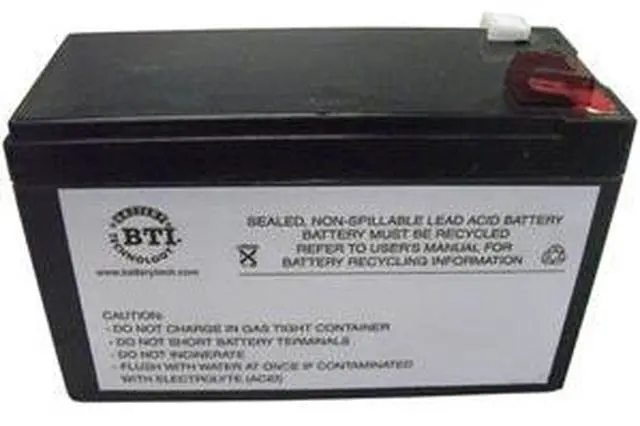 BATTERY
BTI.
TECHNOLOGY
www.batterytech.com
SEALED, NON-SPILLABLE LEAD ACID BATTERY
BATTERY MUST BE RECYCLED
REFER TO USER'S MANUAL FOR
BATTERY RECYCLING INFORMATION
CAUTION:
- DO NOT CHARGE IN GAS TIGHT CONTAINER
- DO NOT SHORT BATTERY TERMINALS
- DO NOT INCINERATE
- FLUSH WITH WATER AT ONCE IF CONTAMINATED
WITH ELECTROLYTE (ACID)